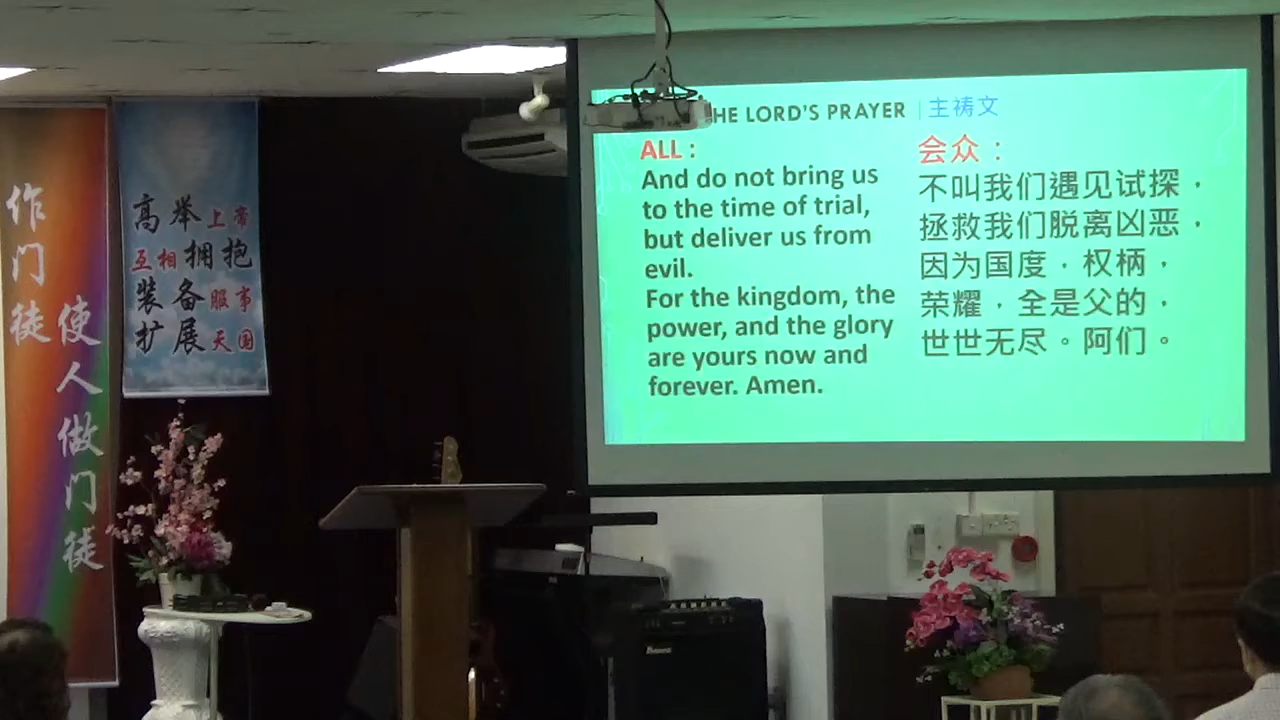 作门徒
使人做门徒
高举上帝
互相拥抱
装备服事
扩展天国
HE LORD'S PRAYER | 主祷文
ALL :
And do not bring us
to the time of trial,
but deliver us from
evil.
For the kingdom, the
power, and the glory
are yours now and
forever. Amen.
会众：
不叫我们遇见试探，
拯救我们脱离凶恶，
因为国度，权柄，
荣耀，全是父的，
世世无尽。阿们。
Ibanez